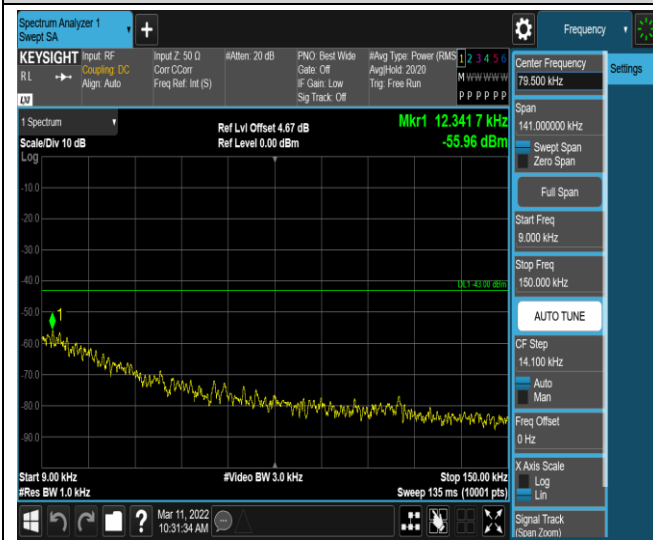 Spectrum Analyzer 1
Swept SA
+
Frequency
KEYSIGHT
RL
LXI
Input: RF
Coupling: DC
Align: Auto
Input Z: 50 Ω
Corr CCorr
Freq Ref: Int (S)
#Atten: 20 dB
PNO: Best Wide
Gate: Off
IF Gain: Low
Sig Track: Off
#Avg Type: Power (RMS
Avg|Hold: 20/20
Trig: Free Run
1 2 3 4 5 6
M W W W W W
P P P P P P
1 Spectrum
Scale/Div 10 dB
Log
Ref Lvl Offset 4.67 dB
Ref Level 0.00 dBm
Mkr1 12.341 7 kHz
-55.96 dBm
-10.0
-20.0
-30.0
-40.0
-50.0
-60.0
-70.0
-80.0
-90.0
DL1 -43.00 dBm
1
Start 9.00 kHz
#Res BW 1.0 kHz
#Video BW 3.0 kHz
Stop 150.00 kHz
Sweep 135 ms (10001 pts)
?
Mar 11, 2022
10:31:34 AM
Center Frequency
79.500 kHz
Settings
Span
141.000000 kHz
Swept Span
Zero Span
Full Span
Start Freq
9.000 kHz
Stop Freq
150.000 kHz
AUTO TUNE
CF Step
14.100 kHz
Auto
Man
Freq Offset
0 Hz
X Axis Scale
Log
Lin
Signal Track
(Span Zoom)